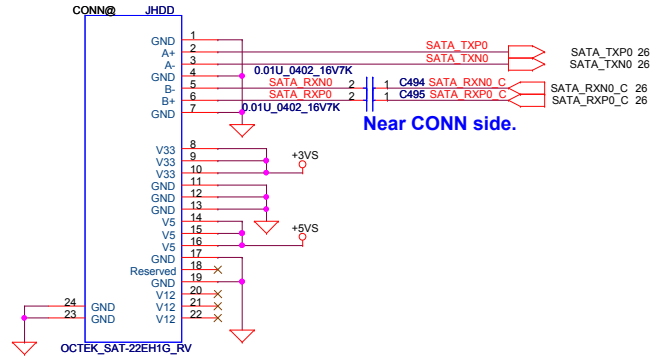 CONN@ JHDD
GND 1
A+ 2 SATA_TXP0 SATA_TXP0 26
A- 3 SATA_TXN0 SATA_TXN0 26
GND 4 0.01U_0402_16V7K
B- 5 SATA_RXN0 2 1 C494 SATA_RXN0_C SATA_RXN0_C 26
B+ 6 SATA_RXP0 2 1 C495 SATA_RXP0_C SATA_RXP0_C 26
GND 7 0.01U_0402_16V7K
Near CONN side.
V33 8 +3VS
V33 9
V33 10
GND 11
GND 12
GND 13
V5 14 +5VS
V5 15
V5 16
GND 17
Reserved 18
GND 19
V12 20
24 GND V12 21
23 GND V12 22
OCTEK_SAT-22EH1G_RV